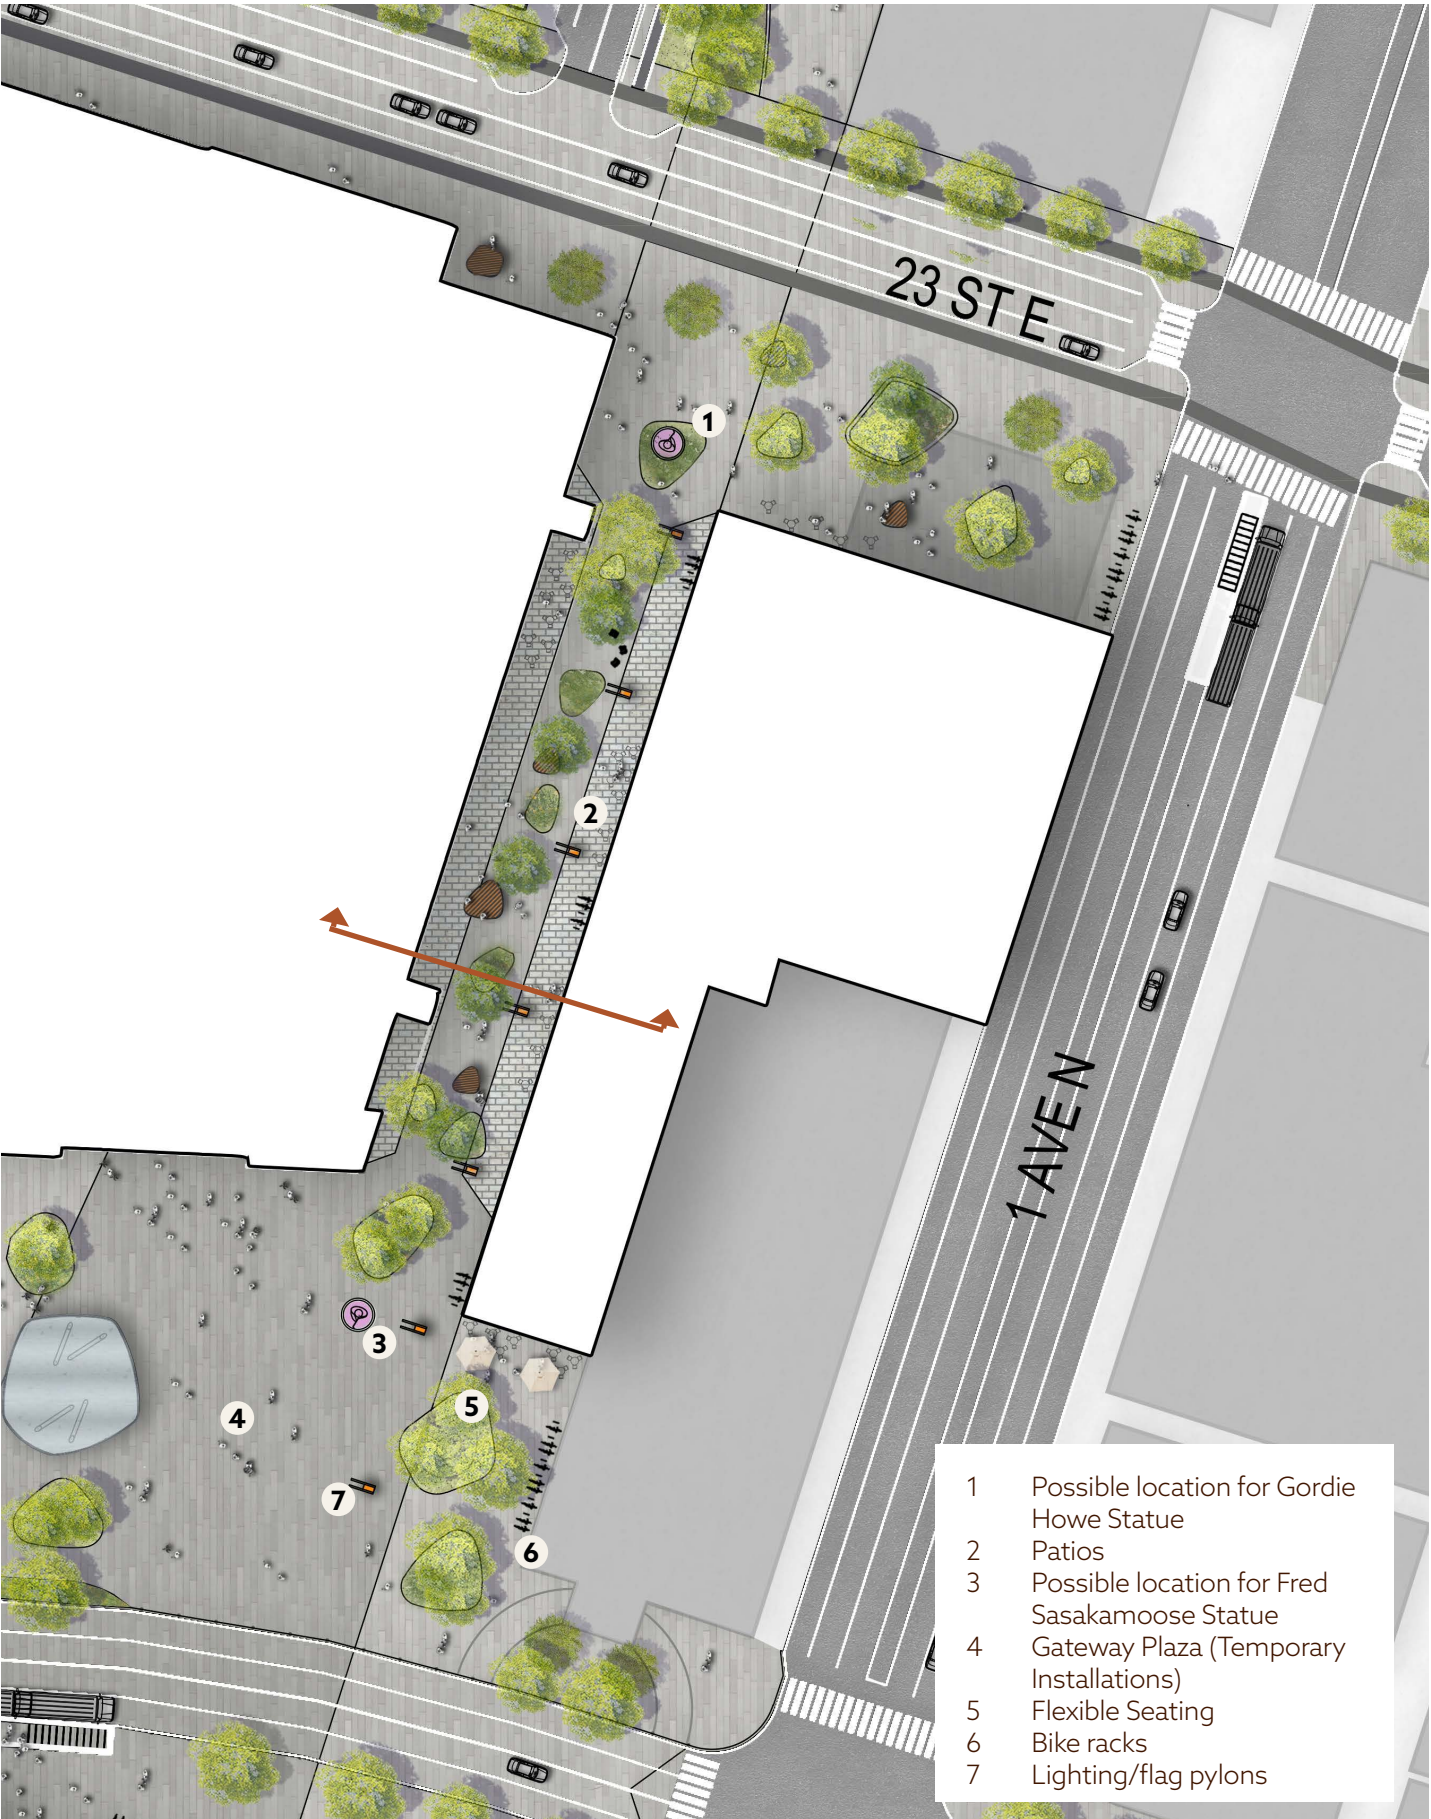 23 ST E
1
2
1 AVE N
3
5
4
7
6
1 Possible location for Gordie
Howe Statue
2 Patios
3 Possible location for Fred
Sasakamoose Statue
4 Gateway Plaza (Temporary
Installations)
5 Flexible Seating
6 Bike racks
7 Lighting/flag pylons